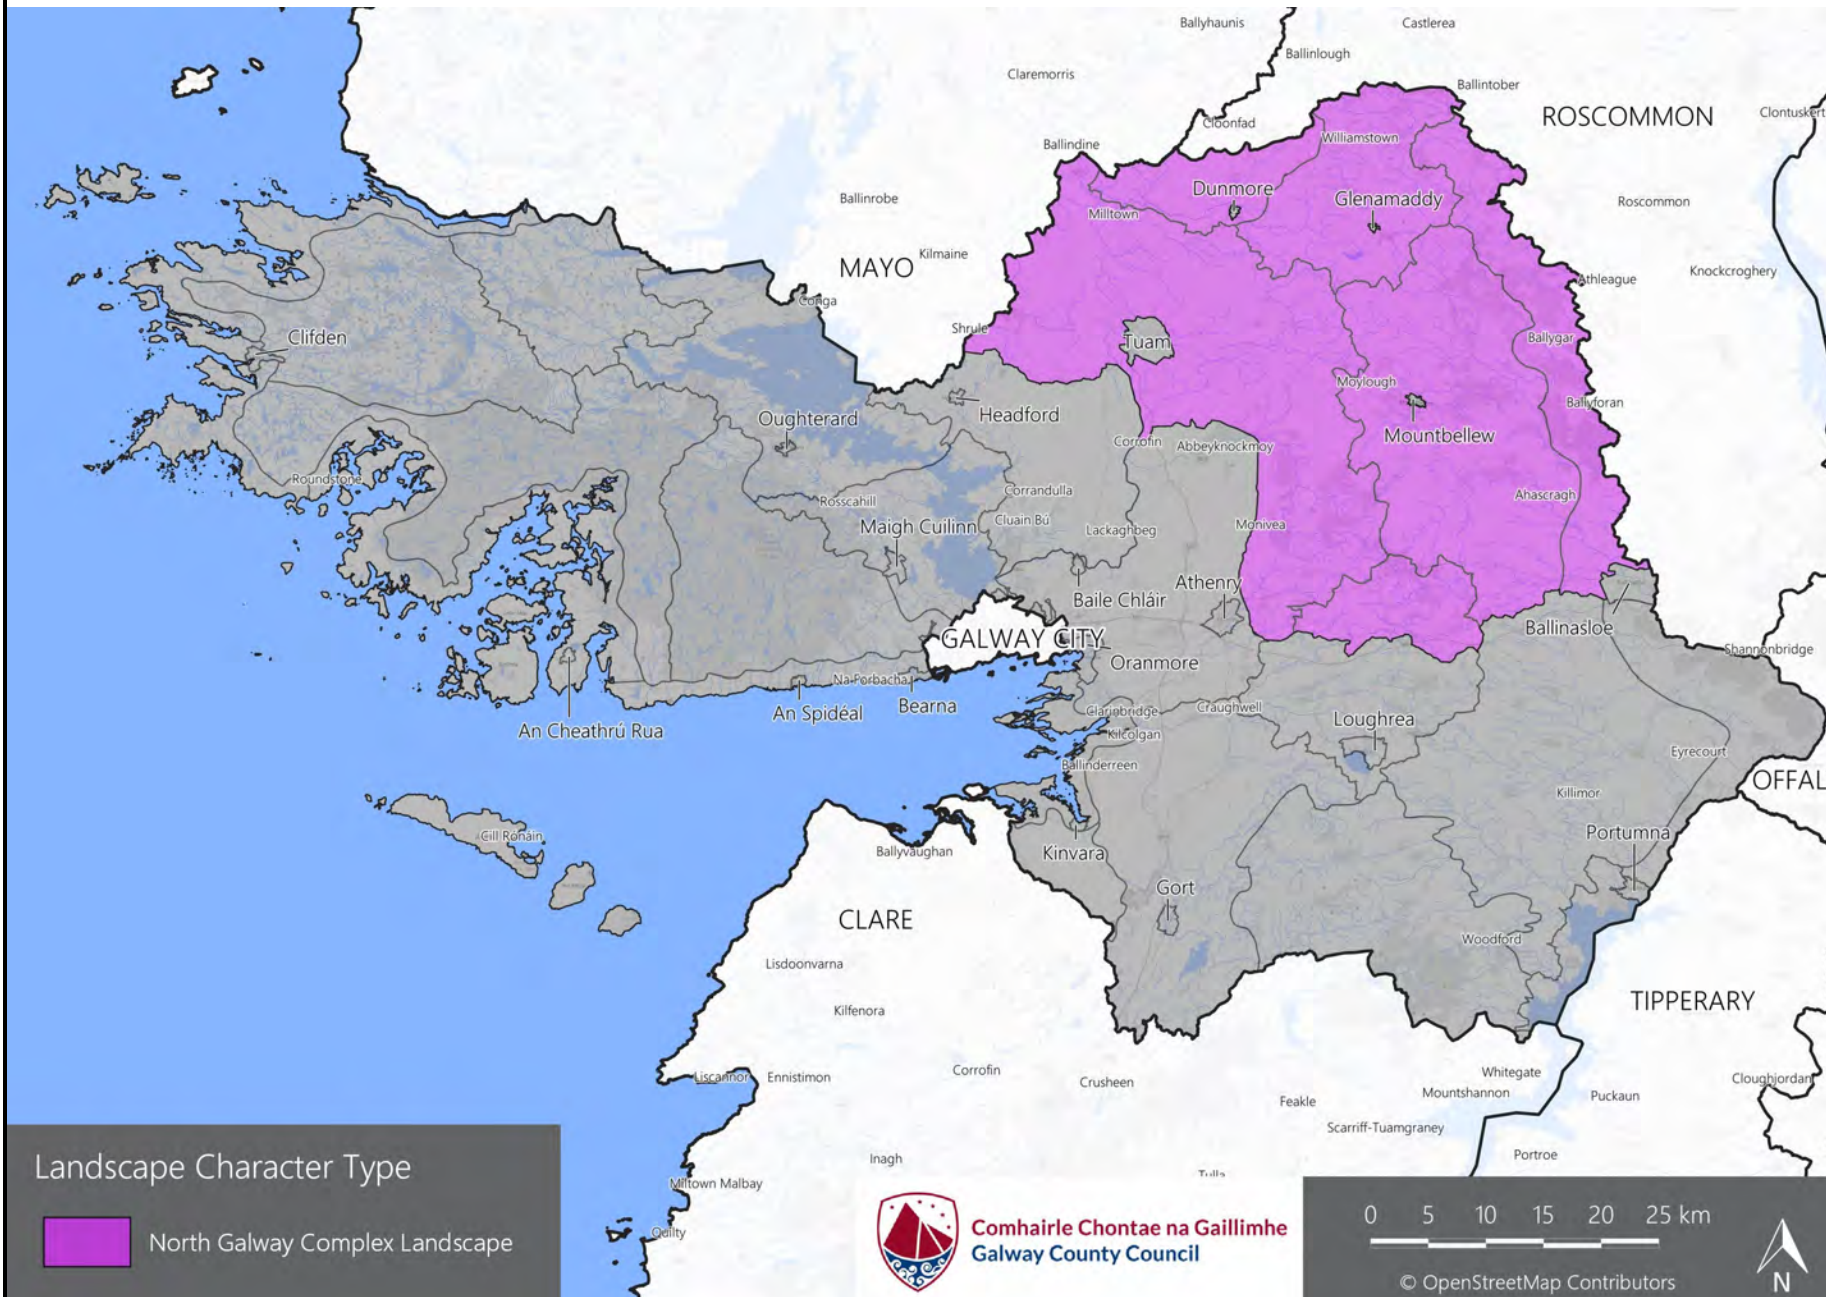 Ballyhaunis
Castlerea
Ballinlough
Claremorris
Ballintober
ROSCOMMON
Clontuskert
Cloonfad
Williamstown
Ballindine
Dunmore
Glenamaddy
Ballinrobe
Roscommon
Milltown
Kilmaine
MAYO
Knockcroghery
Athleague
Conga
Shrule
Clifden
Tuam
Ballygar
Moylough
Ballyforan
Headford
Oughterard
Mountbellew
Corrofin
Abbeyknockmoy
Roundstone
Corrandulla
Ahascragh
Rosscahill
Cluain Bú
Maigh Cuilinn
Lackaghbeg
Monivea
Athenry
Baile Chláir
Ballinasloe
GALWAY CITY
Shannonbridge
Oranmore
Na Forbacha
Bearna
An Spidéal
Clarinbridge
Craughwell
Loughrea
An Cheathrú Rua
Kilcolgan
Eyrecourt
Ballinderreen
OFFAL
Killimor
Cill Rónáin
Portumna
Ballyvaughan
Kinvara
Gort
CLARE
Woodford
Lisdoonvarna
TIPPERARY
Kilfenora
Corrofin
Whitegate
Liscannor
Ennistimon
Crusheen
Cloughjordan
Mountshannon
Puckaun
Feakle
Scarriff-Tuamgraney
Inagh
Portroe
Tulla
Miltown Malbay
Quilty
Landscape Character Type
North Galway Complex Landscape
Comhairle Chontae na Gaillimhe
Galway County Council
0 5 10 15 20 25 km
© OpenStreetMap Contributors
N